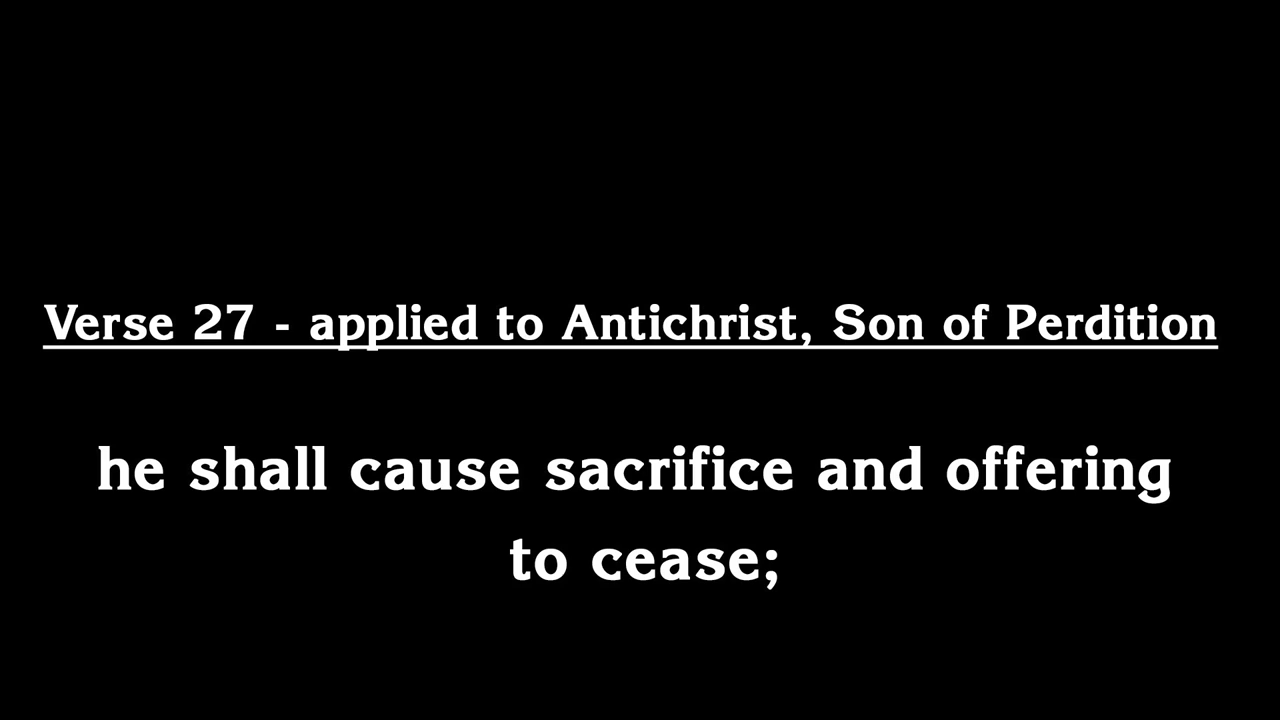 Verse 27 - applied to Antichrist, Son of Perdition
he shall cause sacrifice and offering
to cease;